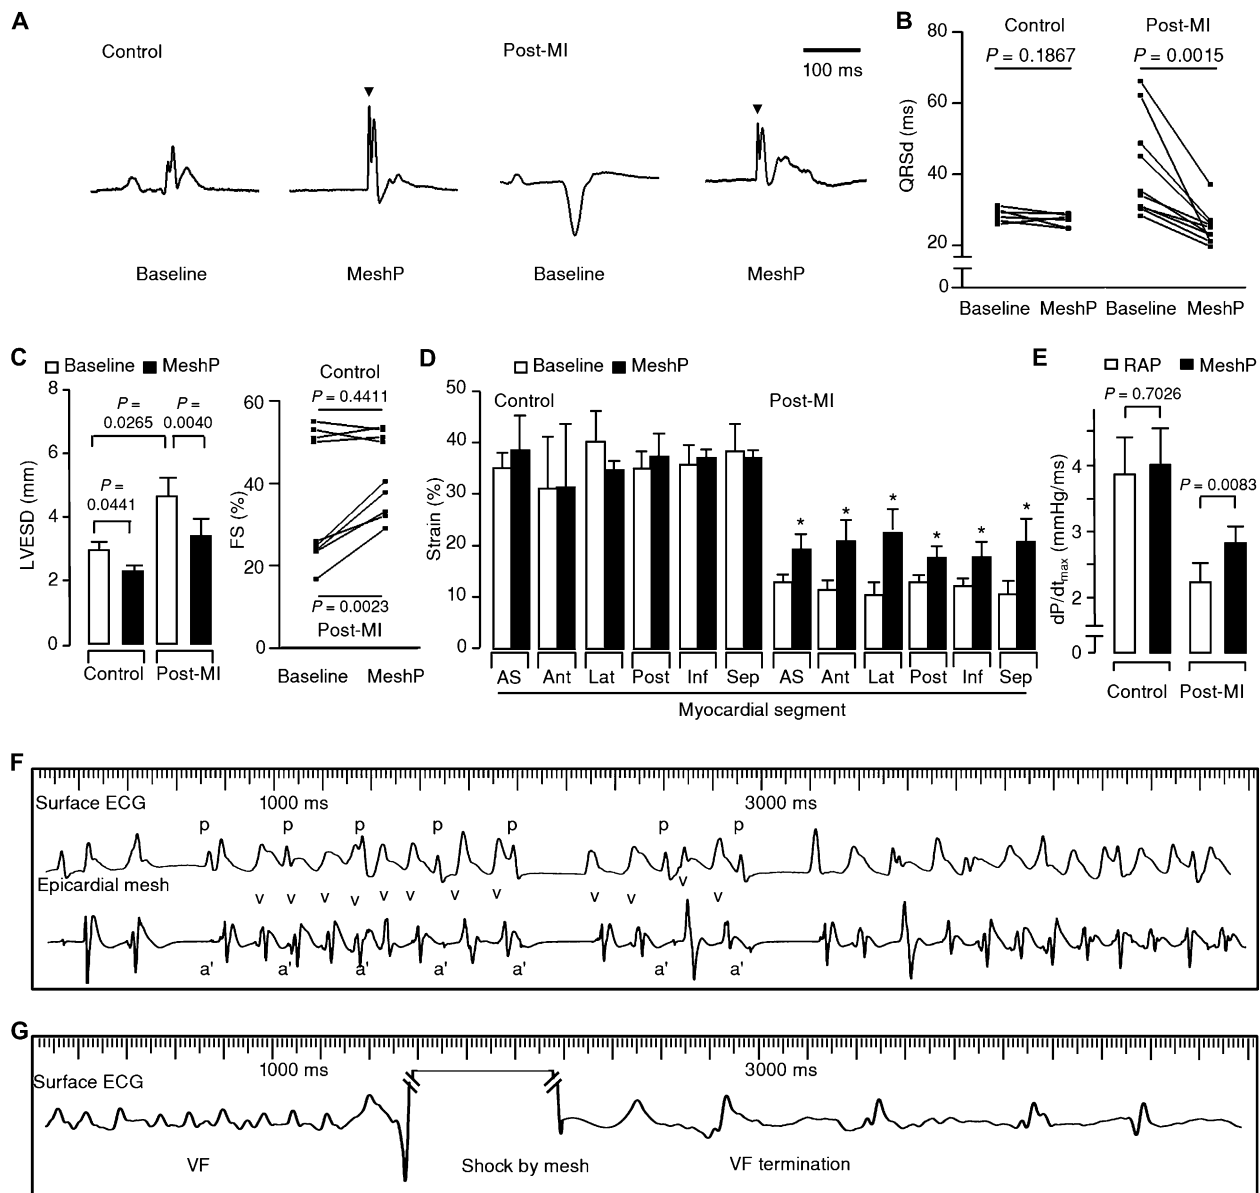 A
Control
Post-MI
100 ms
Baseline
MeshP
Baseline
MeshP
B
Control
Post-MI
P = 0.1867
P = 0.0015
QRSd (ms)
80
60
40
20
0
Baseline
MeshP
Baseline
MeshP
C
Baseline
MeshP
LVESD (mm)
8
6
4
2
0
P =
0.0265
P =
0.0040
P =
0.0441
Control
Post-MI
FS (%)
60
40
20
0
Control
P = 0.4411
P = 0.0023
Post-MI
Baseline
MeshP
D
Baseline
MeshP
Strain (%)
50
40
30
20
10
0
Control
Post-MI
* * * * * *
AS Ant Lat Post Inf Sep AS Ant Lat Post Inf Sep
Myocardial segment
E
RAP
MeshP
P = 0.7026
P = 0.0083
dP/dtmax (mmHg/ms)
4
3
2
0
Control
Post-MI
F
Surface ECG
1000 ms
3000 ms
p p p p p p p
Epicardial mesh
v v v v v v v v v v v v
a' a' a' a' a' a' a'
G
Surface ECG
1000 ms
3000 ms
VF
Shock by mesh
VF termination